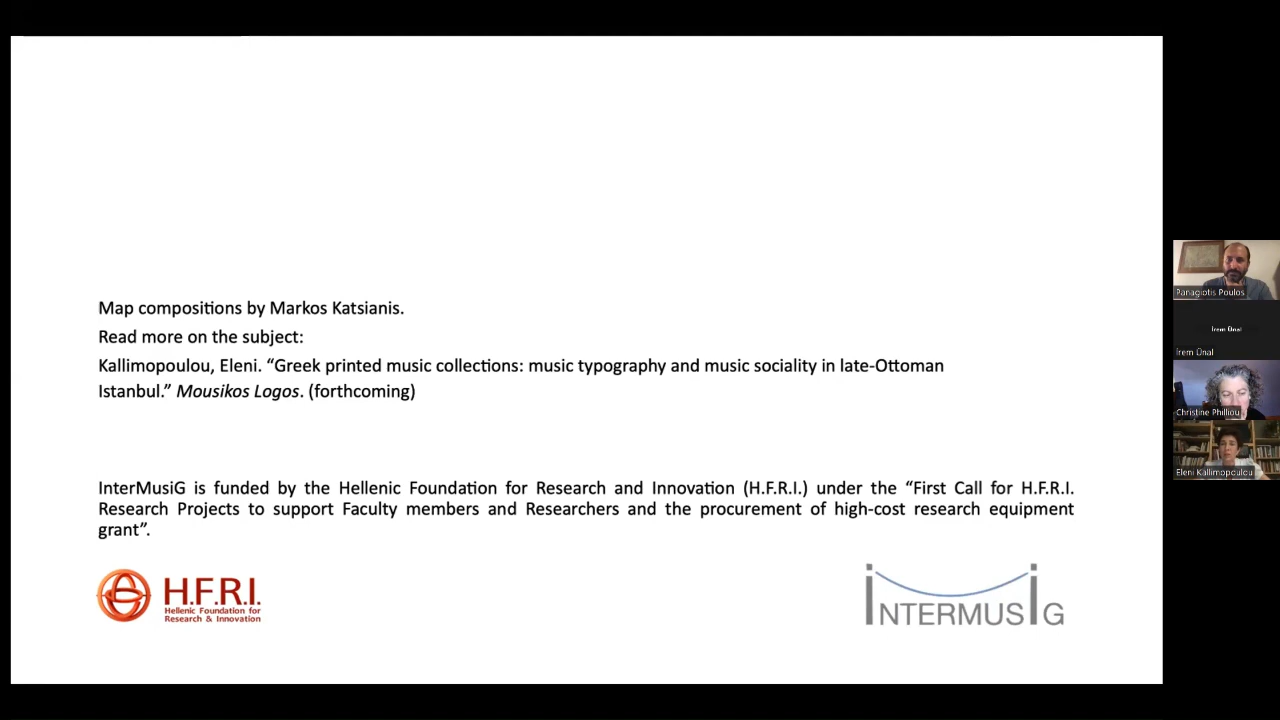 Map compositions by Markos Katsianis.
Read more on the subject:
Kallimopoulou, Eleni. “Greek printed music collections: music typography and music sociality in late-Ottoman
Istanbul.” Mousikos Logos. (forthcoming)
InterMusiG is funded by the Hellenic Foundation for Research and Innovation (H.F.R.I.) under the “First Call for H.F.R.I.
Research Projects to support Faculty members and Researchers and the procurement of high-cost research equipment
grant”.
H.F.R.I.
Hellenic Foundation for
Research & Innovation
INTERMUSIG
Panagiotis Poulos
İrem Ünal
İrem Ünal
Christine Philliou
Eleni Kallimopoulou